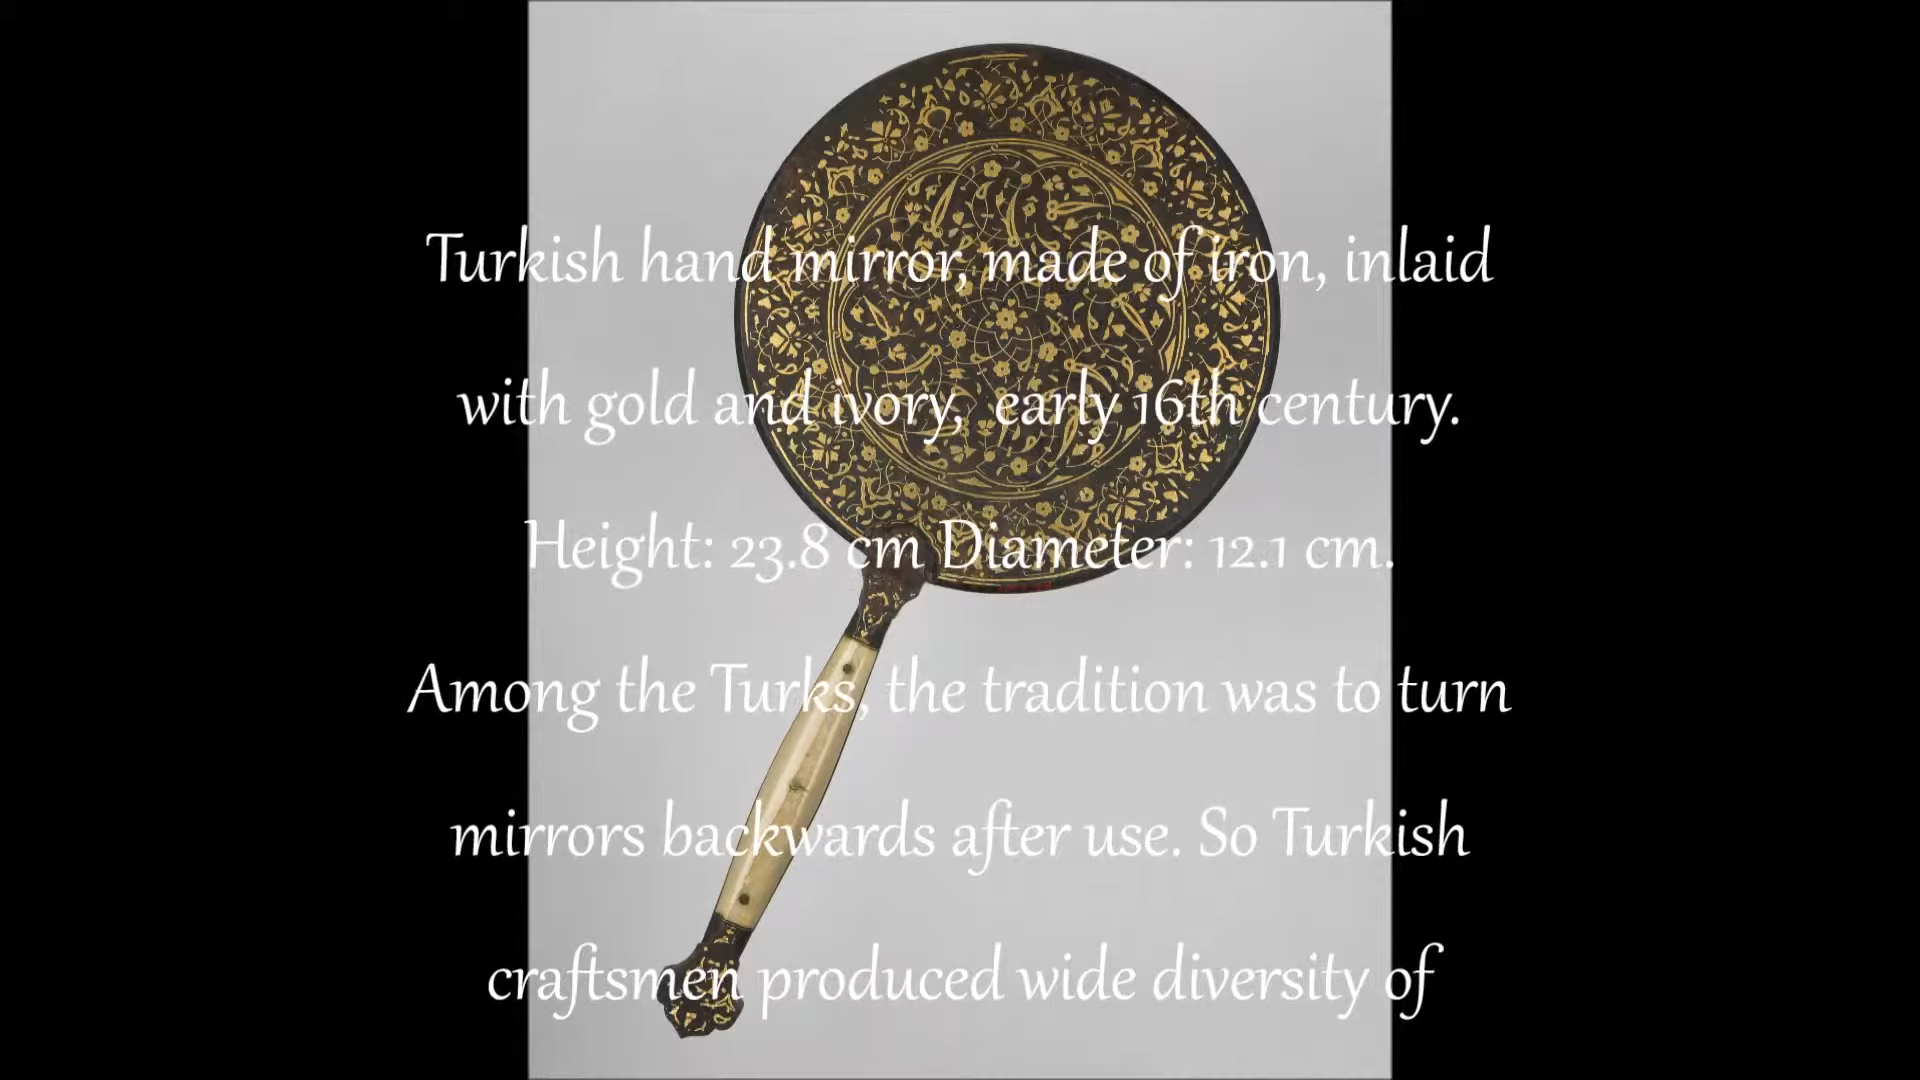 Turkish hand mirror, made of iron, inlaid
with gold and ivory, early 16th century.
Height: 23.8 cm Diameter: 12.1 cm.
Among the Turks, the tradition was to turn
mirrors backwards after use. So Turkish
craftsmen produced wide diversity of